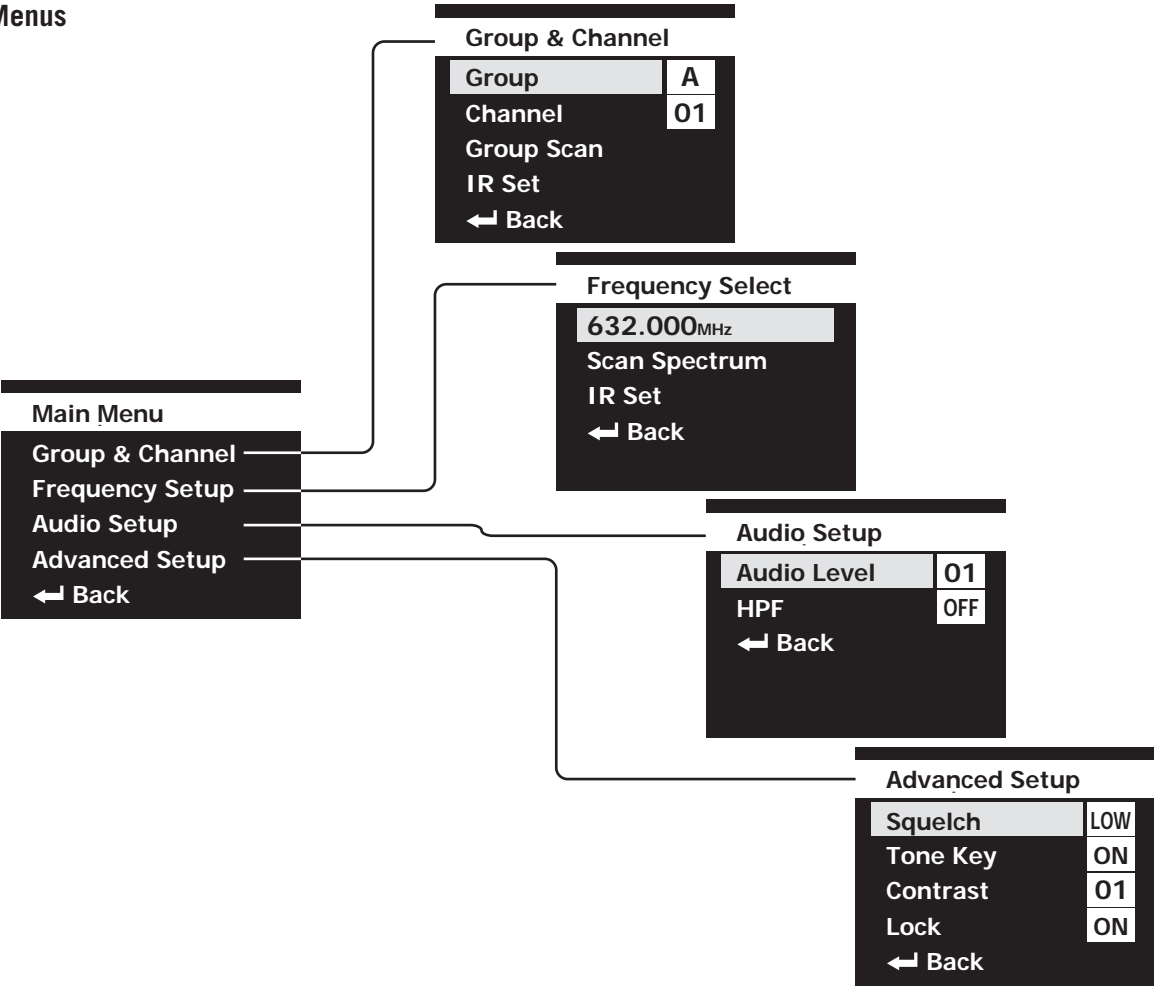 Menus
Group & Channel
Group A
Channel 01
Group Scan
IR Set
Back
Frequency Select
632.000MHz
Scan Spectrum
IR Set
Back
Main Menu
Group & Channel
Frequency Setup
Audio Setup
Advanced Setup
Back
Audio Setup
Audio Level 01
HPF OFF
Back
Advanced Setup
Squelch LOW
Tone Key ON
Contrast 01
Lock ON
Back